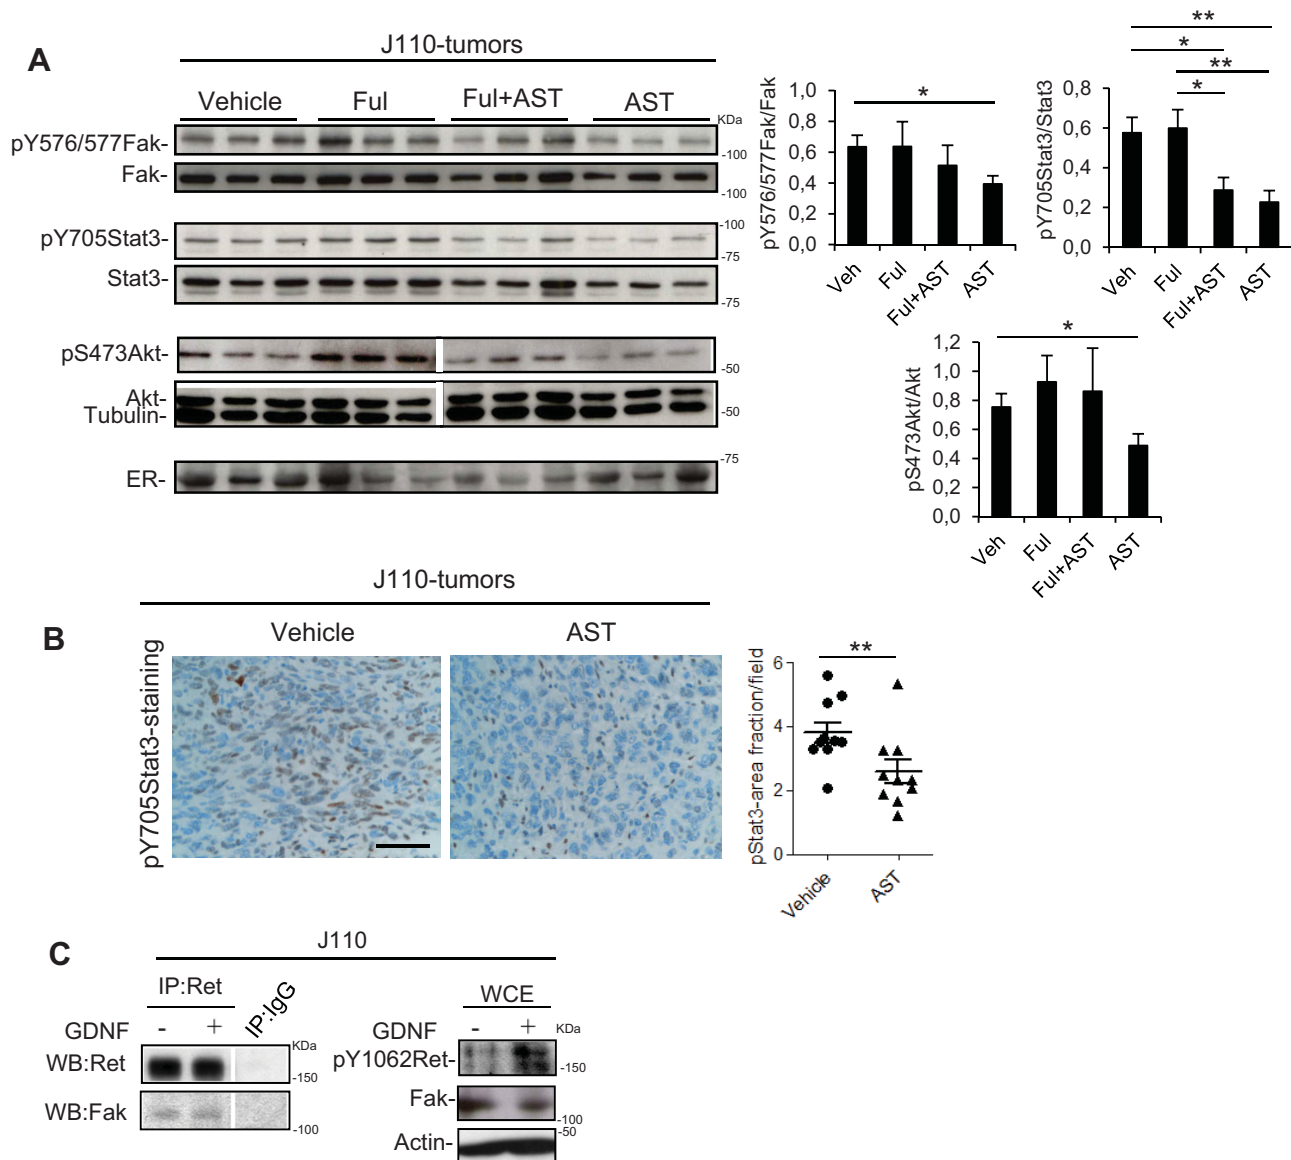 A
J110-tumors
Vehicle Ful Ful+AST AST
KDa
pY576/577Fak-
-100
Fak-
-100
pY705Stat3-
-100
-75
Stat3-
-75
pS473Akt-
-50
Akt-
Tubulin-
-50
-75
ER-
pY576/577Fak/Fak
1,0
0,8
0,6
0,4
0,2
0,0
*
Veh Ful Ful+AST AST
pY705Stat3/Stat3
0,8
0,6
0,4
0,2
0,0
**
*
**
*
Veh Ful Ful+AST AST
pS473Akt/Akt
1,2
1,0
0,8
0,6
0,4
0,2
0,0
*
Veh Ful Ful+AST AST
B
J110-tumors
Vehicle AST
pY705Stat3-staining
pStat3-area fraction/field
6
4
2
0
**
Vehicle AST
C
J110
IP:Ret IP:IgG
GDNF - +
KDa
WB:Ret
-150
WB:Fak
-100
WCE
GDNF - +
KDa
pY1062Ret-
-150
Fak-
-100
-50
Actin-